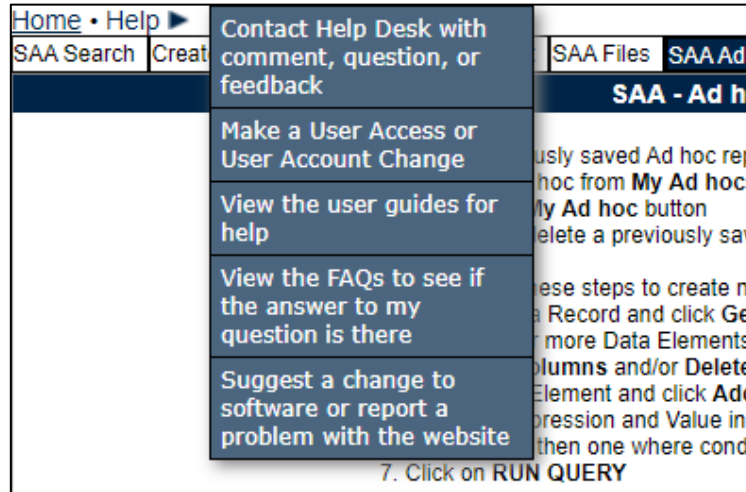 Home • Help ▶
Contact Help Desk with
comment, question, or
feedback
Make a User Access or
User Account Change
View the user guides for
help
View the FAQs to see if
the answer to my
question is there
Suggest a change to
software or report a
problem with the website
SAA Search Creat SAA Files SAA Ad
SAA - Ad h
usly saved Ad hoc rep
hoc from My Ad hoc
My Ad hoc button
elete a previously sav
ese steps to create n
a Record and click Ge
r more Data Elements
olumns and/or Delete
Element and click Add
pression and Value in
then one where cond
7. Click on RUN QUERY